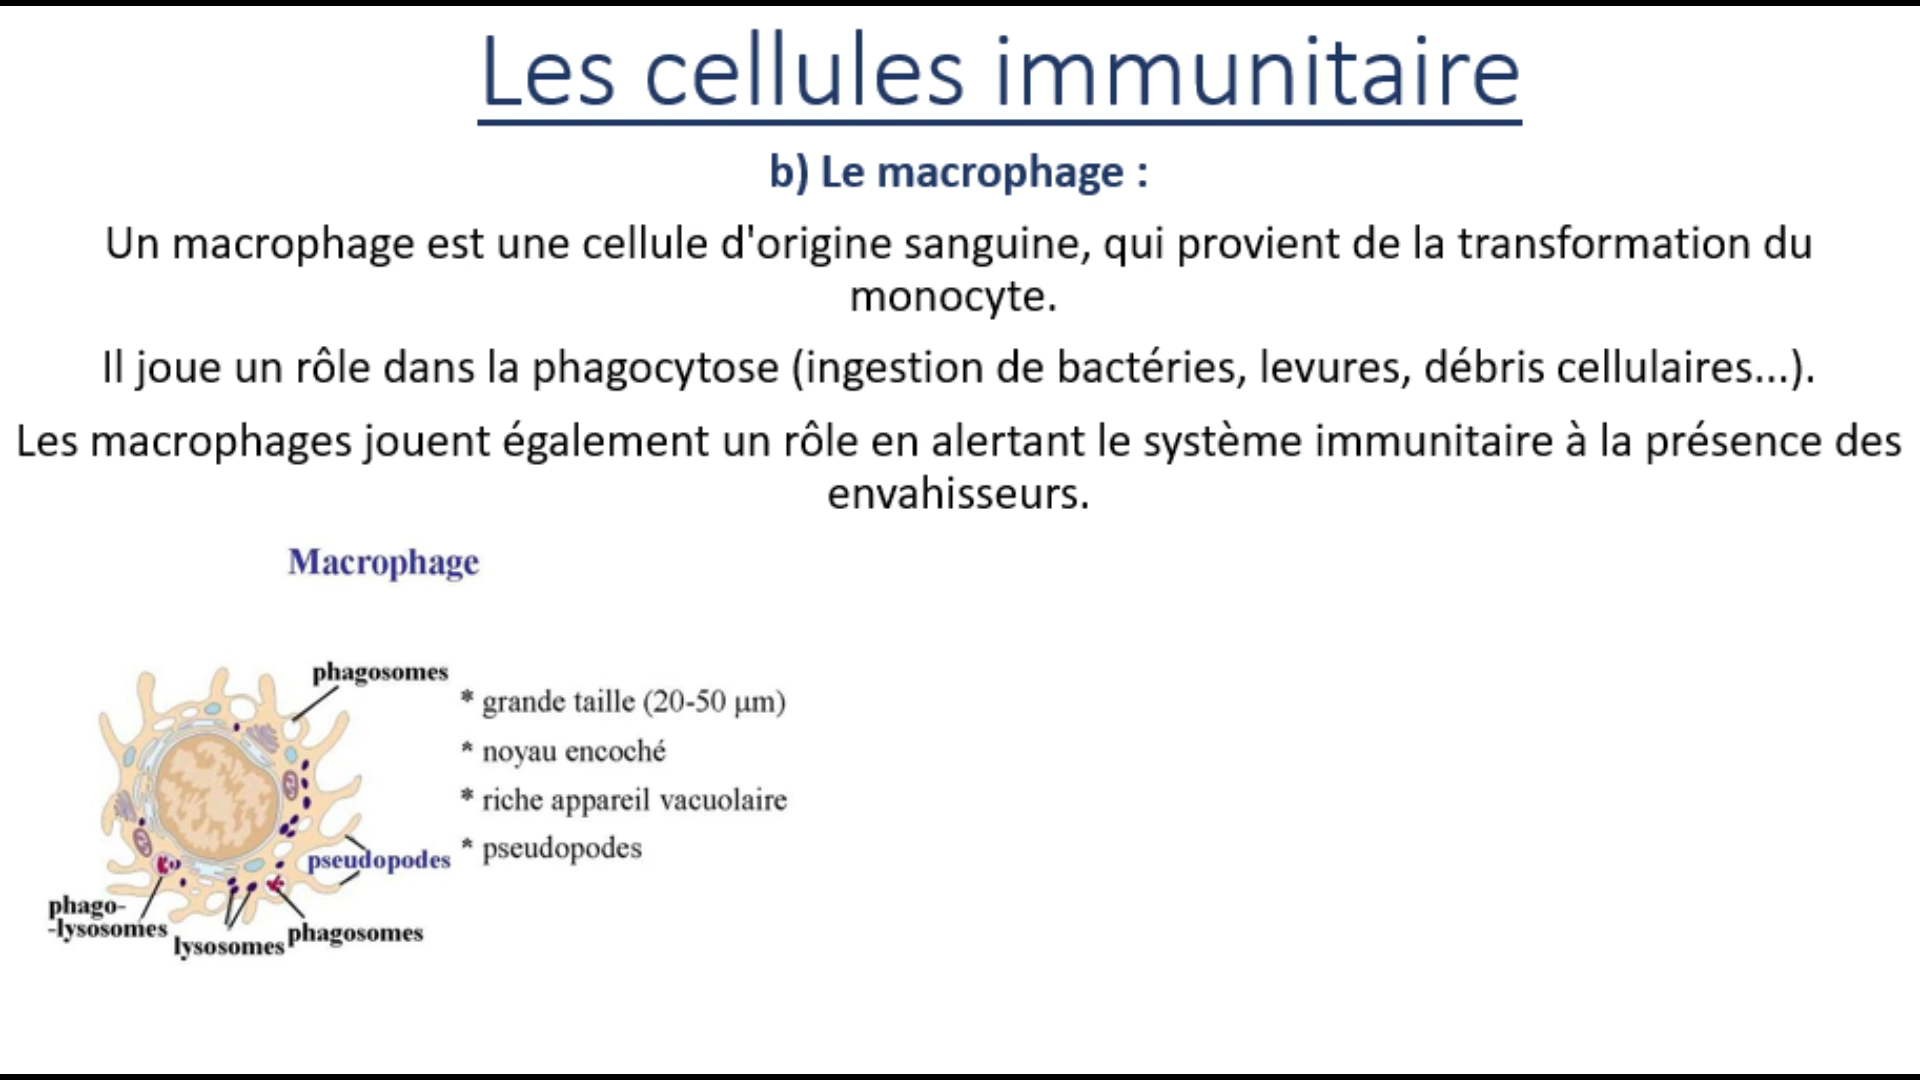 Les cellules immunitaire
b) Le macrophage :
Un macrophage est une cellule d'origine sanguine, qui provient de la transformation du
monocyte.
Il joue un rôle dans la phagocytose (ingestion de bactéries, levures, débris cellulaires...).
Les macrophages jouent également un rôle en alertant le système immunitaire à la présence des
envahisseurs.
Macrophage
phagosomes
* grande taille (20-50 µm)
* noyau encoché
* riche appareil vacuolaire
* pseudopodes
pseudopodes
phago-
-lysosomes
lysosomes
phagosomes